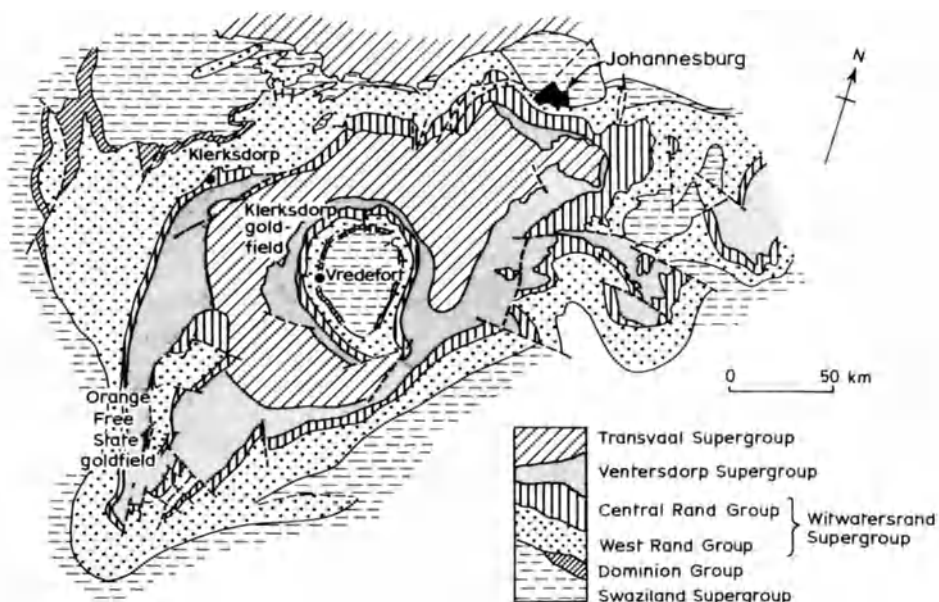 Johannesburg
N
Klerksdorp
Klerksdorp
gold-
field
Vredefort
0 50 km
Orange
Free
State
goldfield
Transvaal Supergroup
Ventersdorp Supergroup
Central Rand Group
Witwatersrand
Supergroup
West Rand Group
Dominion Group
Swaziland Supergroup